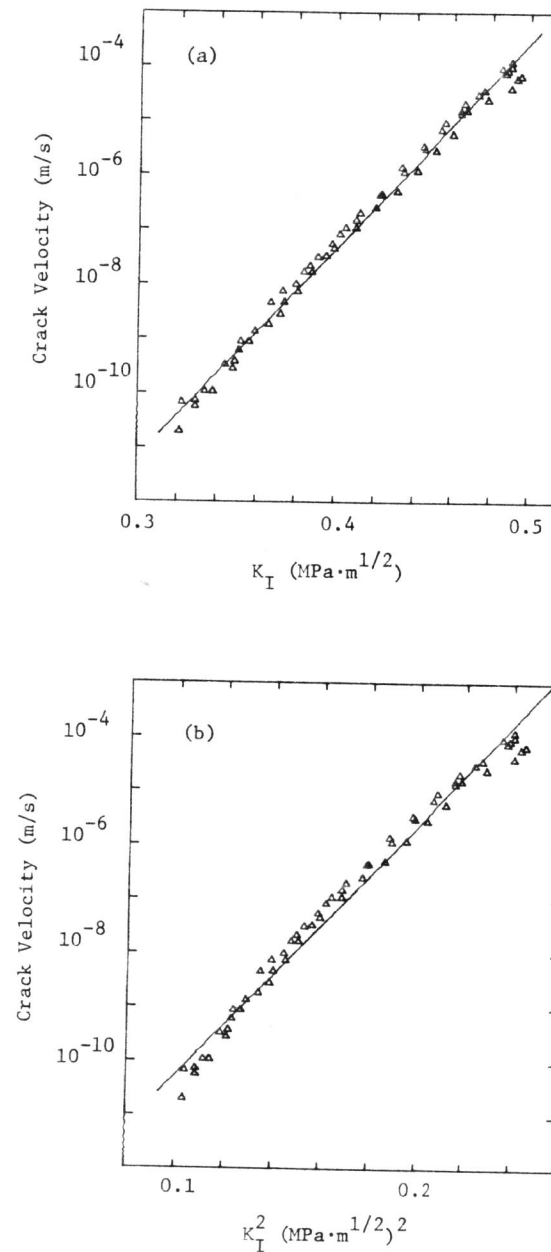 (a)
10^-4
10^-6
10^-8
10^-10
Crack Velocity (m/s)
0.3 0.4 0.5
K_I (MPa·m^1/2)
(b)
10^-4
10^-6
10^-8
10^-10
Crack Velocity (m/s)
0.1 0.2
K_I^2 (MPa·m^1/2)^2